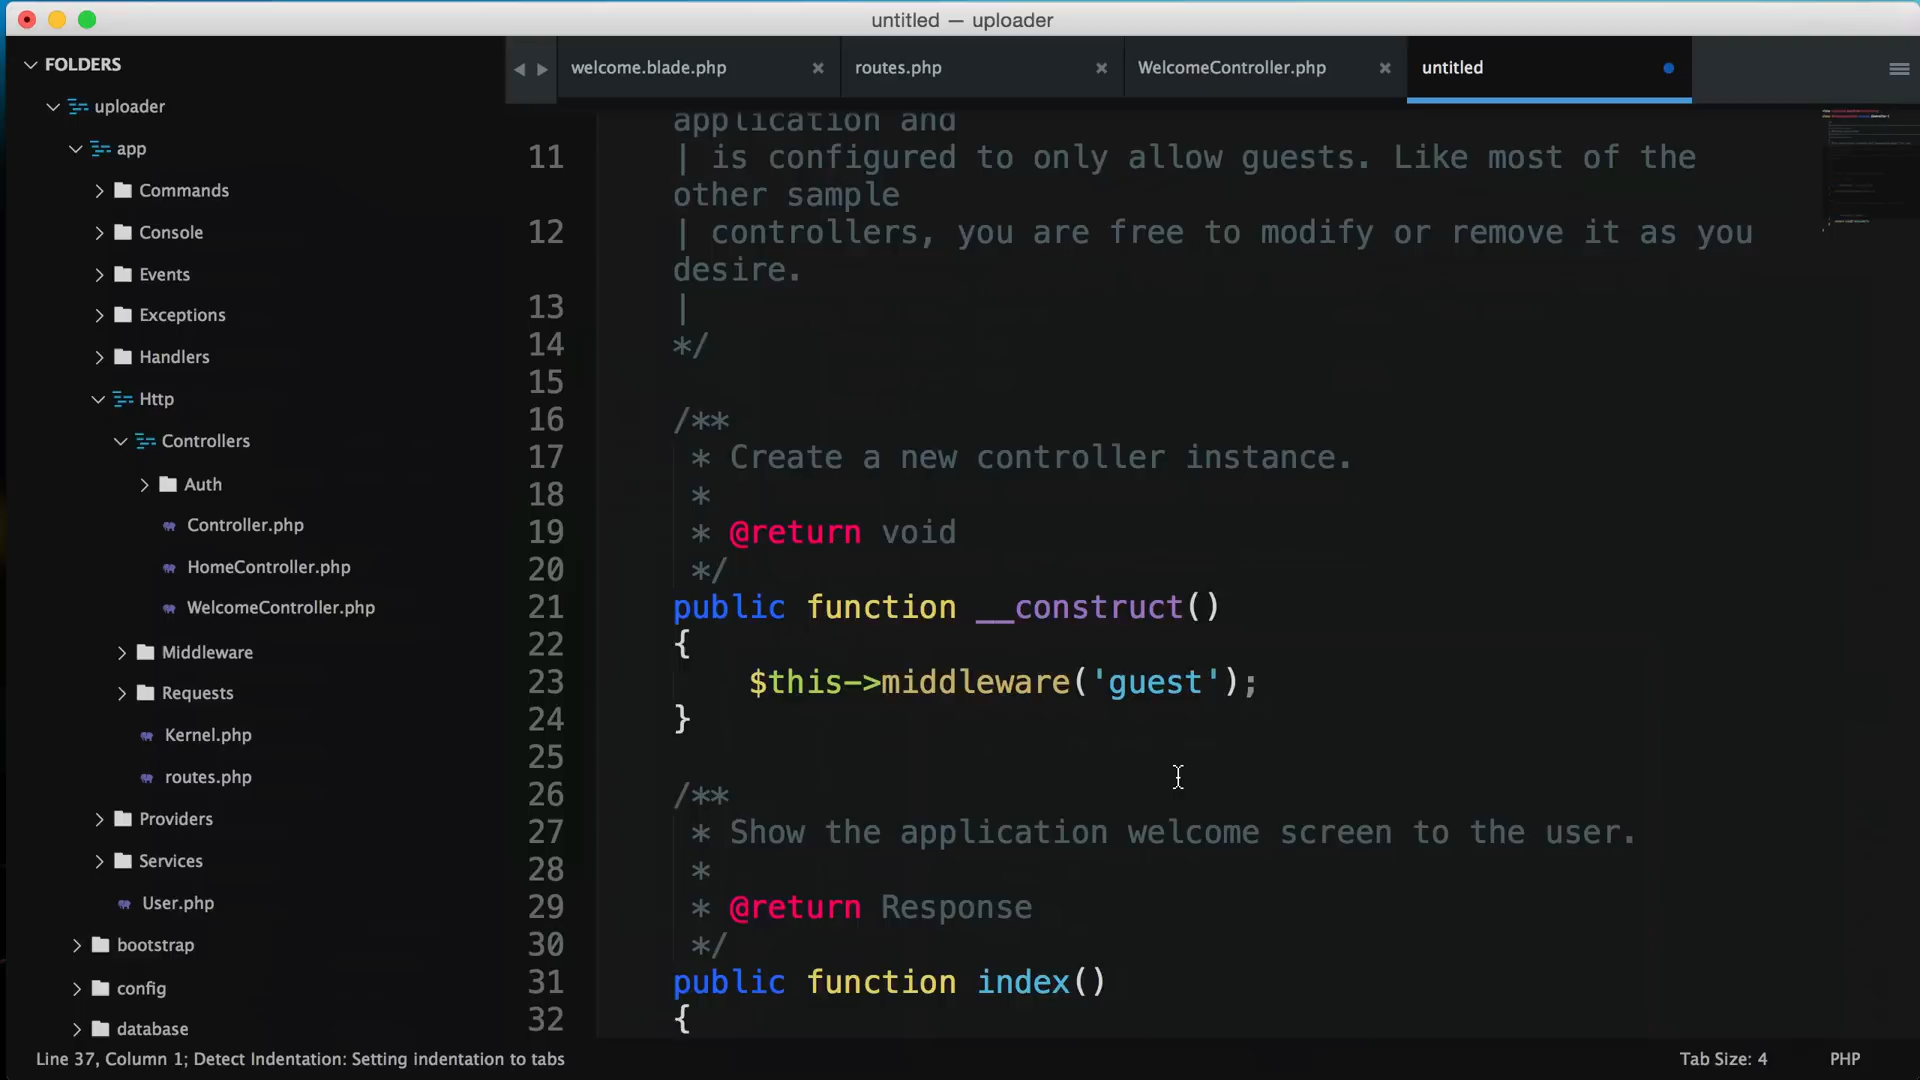 untitled — uploader
FOLDERS
uploader
app
Commands
Console
Events
Exceptions
Handlers
Http
Controllers
Auth
Controller.php
HomeController.php
WelcomeController.php
Middleware
Requests
Kernel.php
routes.php
Providers
Services
User.php
bootstrap
config
database
welcome.blade.php
routes.php
WelcomeController.php
untitled
application and
11 | is configured to only allow guests. Like most of the
other sample
12 | controllers, you are free to modify or remove it as you
desire.
13 |
14 */
15
16 /**
17 * Create a new controller instance.
18 *
19 * @return void
20 */
21 public function __construct()
22 {
23 $this->middleware('guest');
24 }
25
26 /**
27 * Show the application welcome screen to the user.
28 *
29 * @return Response
30 */
31 public function index()
32 {
Line 37, Column 1; Detect Indentation: Setting indentation to tabs
Tab Size: 4
PHP